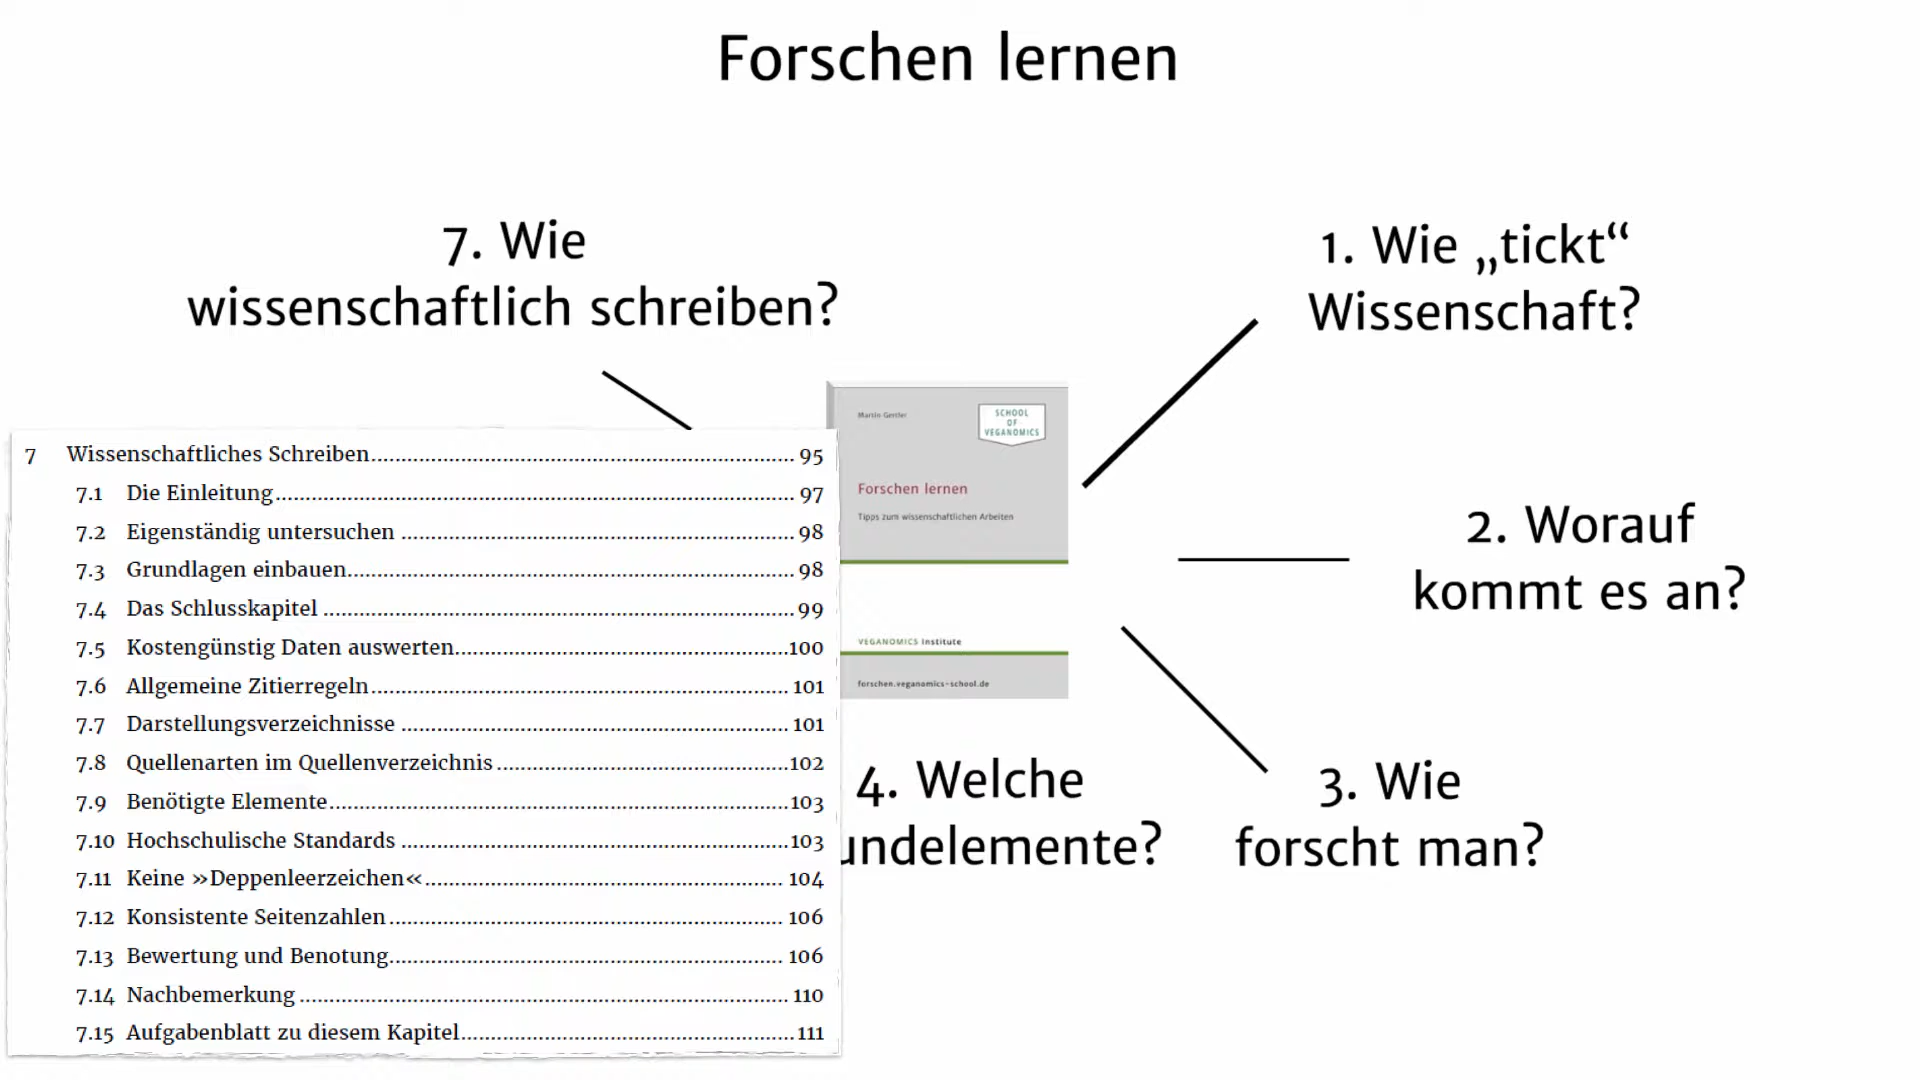 Forschen lernen
7. Wie
wissenschaftlich schreiben?
1. Wie „tickt“
Wissenschaft?
Martin Gertler
SCHOOL
OF
VEGANOMICS
Forschen lernen
Tipps zum wissenschaftlichen Arbeiten
VEGANOMICS Institute
forschen.veganomics-school.de
2. Worauf
kommt es an?
3. Wie
forscht man?
4. Welche
undelemente?
7 Wissenschaftliches Schreiben 95
7.1 Die Einleitung 97
7.2 Eigenständig untersuchen 98
7.3 Grundlagen einbauen 98
7.4 Das Schlusskapitel 99
7.5 Kostengünstig Daten auswerten 100
7.6 Allgemeine Zitierregeln 101
7.7 Darstellungsverzeichnisse 101
7.8 Quellenarten im Quellenverzeichnis 102
7.9 Benötigte Elemente 103
7.10 Hochschulische Standards 103
7.11 Keine »Deppenleerzeichen« 104
7.12 Konsistente Seitenzahlen 106
7.13 Bewertung und Benotung 106
7.14 Nachbemerkung 110
7.15 Aufgabenblatt zu diesem Kapitel 111